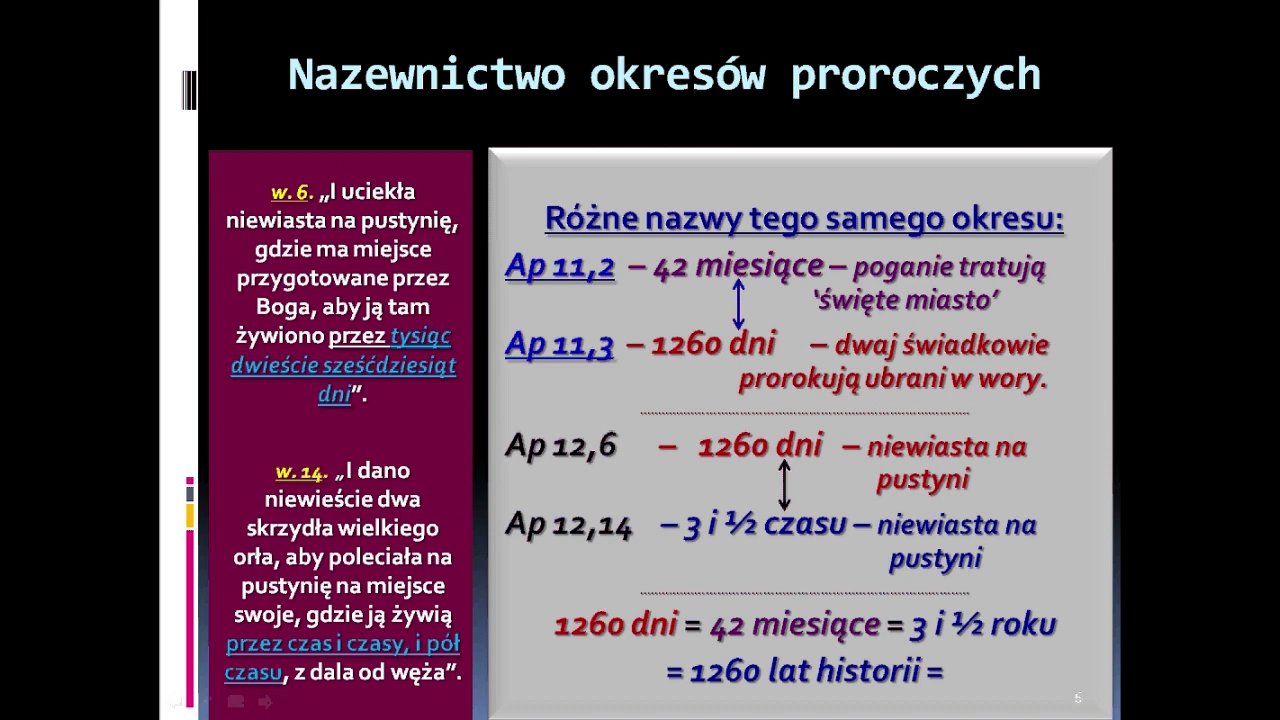 Nazewnictwo okresów proroczych
w. 6. „I uciekła
niewiasta na pustynię,
gdzie ma miejsce
przygotowane przez
Boga, aby ją tam
żywiono przez tysiąc
dwieście sześćdziesiąt
dni”.
w. 14. „I dano
niewieście dwa
skrzydła wielkiego
orła, aby poleciała na
pustynię na miejsce
swoje, gdzie ją żywią
przez czas i czasy, i pół
czasu, z dala od węża”.
Różne nazwy tego samego okresu:
Ap 11,2 – 42 miesiące – poganie tratują
‘święte miasto’
Ap 11,3 – 1260 dni – dwaj świadkowie
prorokują ubrani w wory.
Ap 12,6 – 1260 dni – niewiasta na
pustyni
Ap 12,14 – 3 i ½ czasu – niewiasta na
pustyni
1260 dni = 42 miesiące = 3 i ½ roku
= 1260 lat historii =
5